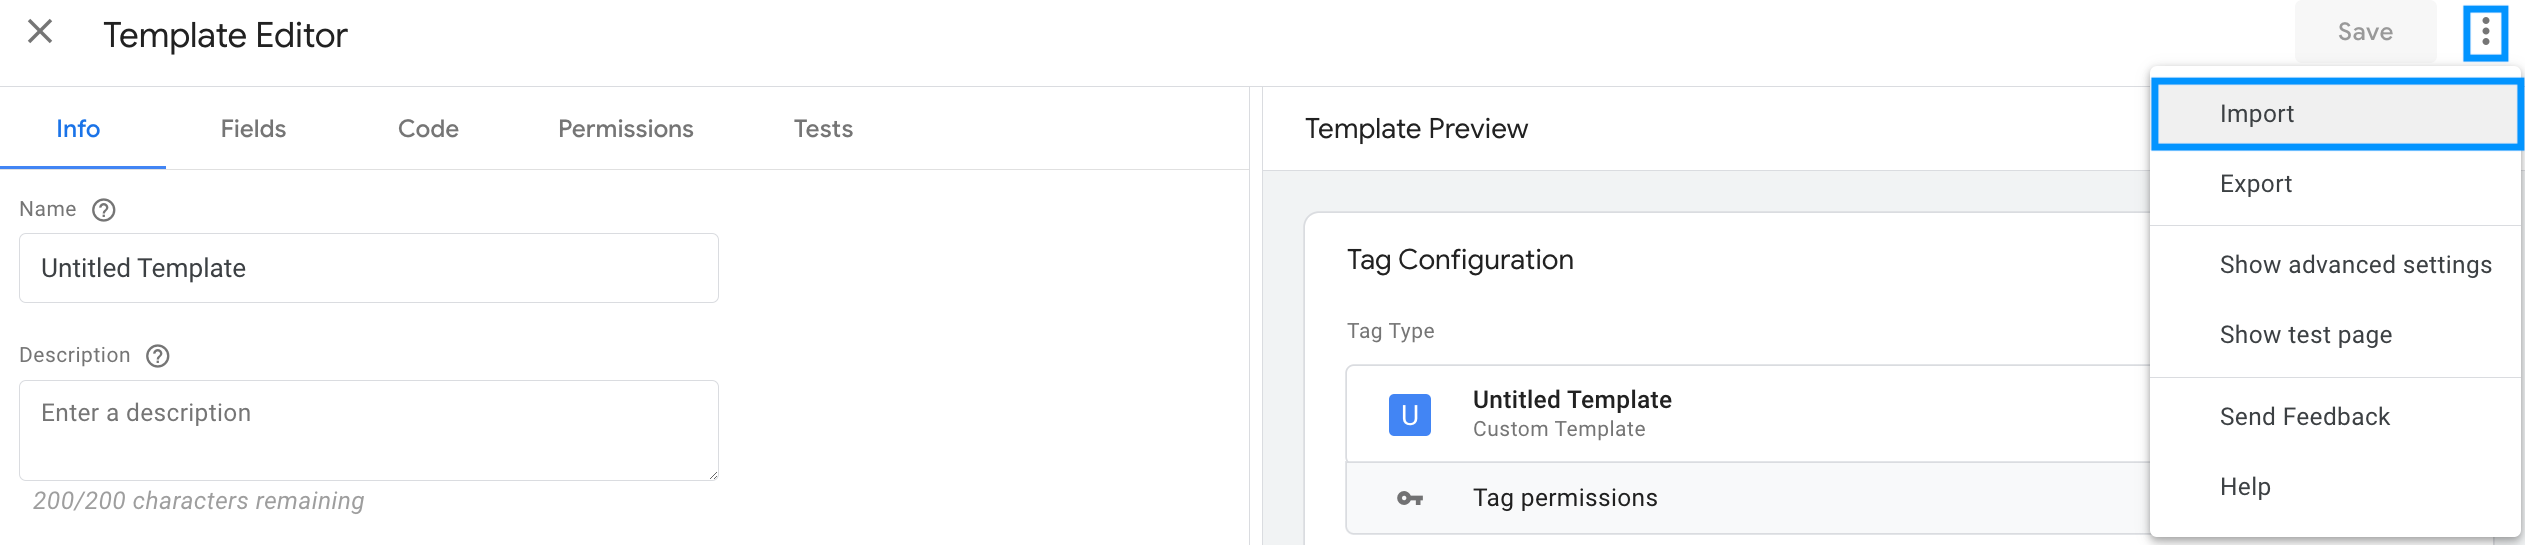 Template Editor
Save
Info
Fields
Code
Permissions
Tests
Name
Untitled Template
Description
Enter a description
200/200 characters remaining
Template Preview
Tag Configuration
Tag Type
U
Untitled Template
Custom Template
Tag permissions
Import
Export
Show advanced settings
Show test page
Send Feedback
Help